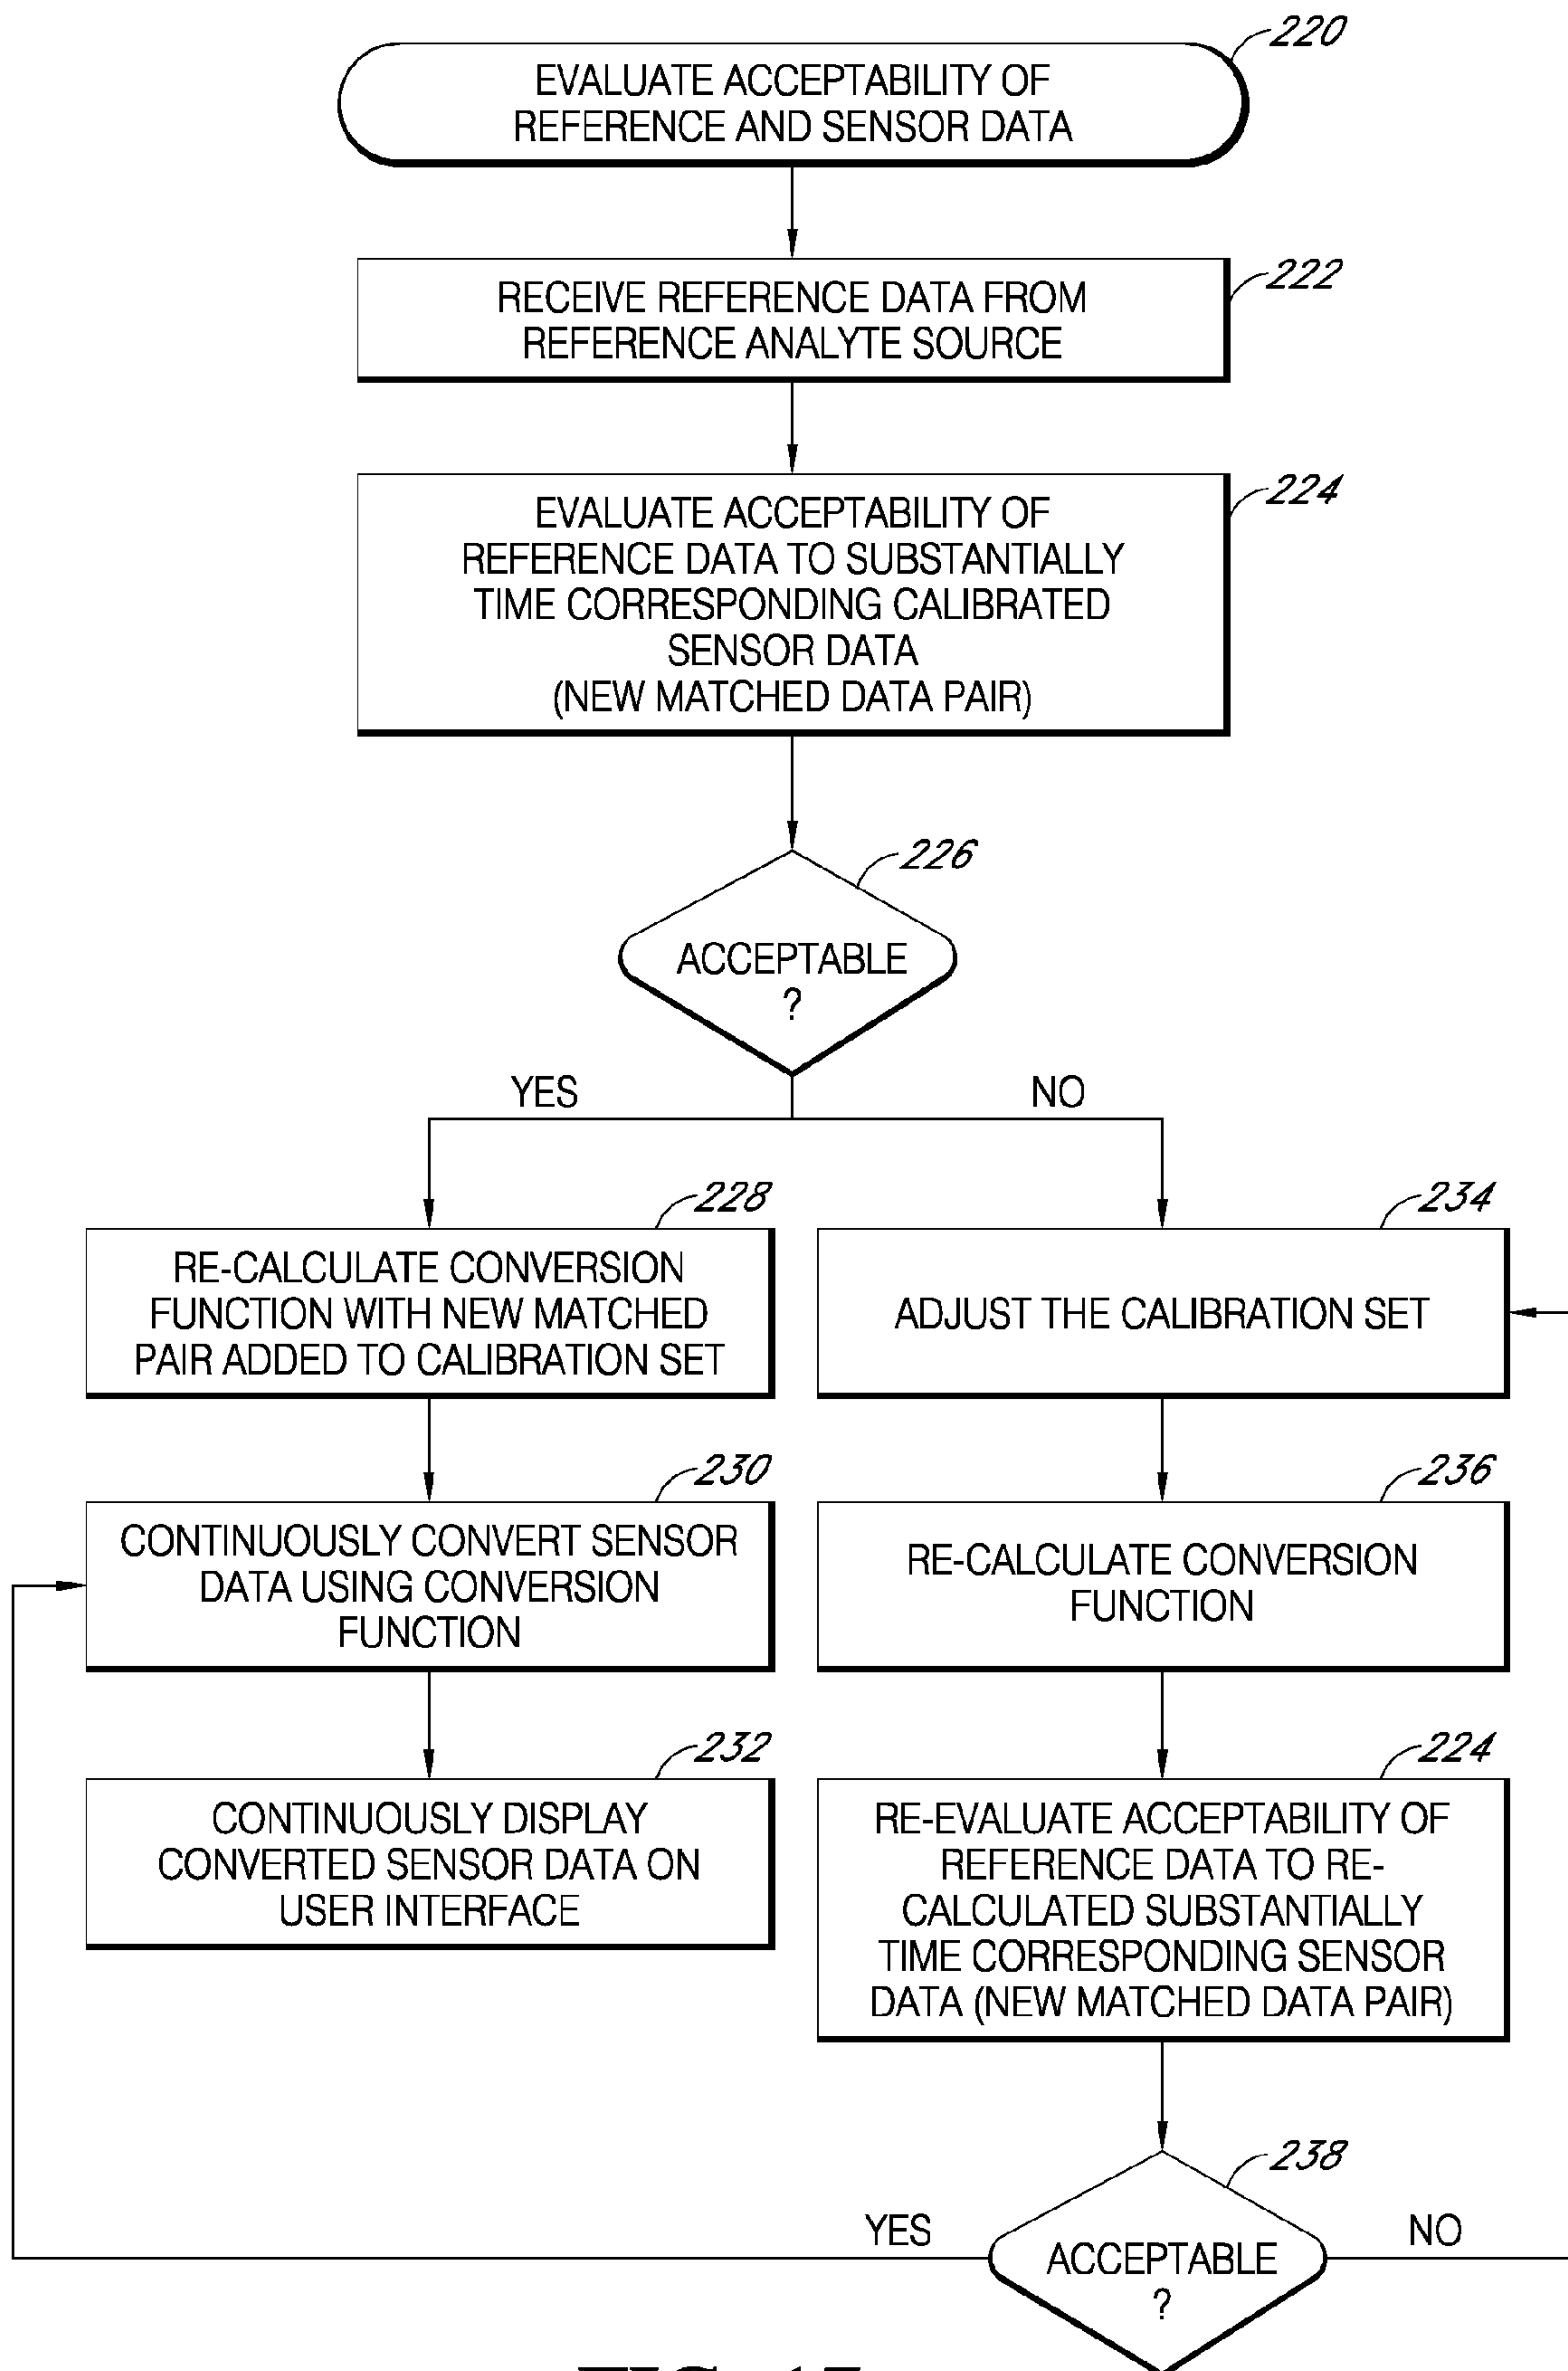 220
EVALUATE ACCEPTABILITY OF
REFERENCE AND SENSOR DATA
222
RECEIVE REFERENCE DATA FROM
REFERENCE ANALYTE SOURCE
224
EVALUATE ACCEPTABILITY OF
REFERENCE DATA TO SUBSTANTIALLY
TIME CORRESPONDING CALIBRATED
SENSOR DATA
(NEW MATCHED DATA PAIR)
226
ACCEPTABLE
?
YES
NO
228
RE-CALCULATE CONVERSION
FUNCTION WITH NEW MATCHED
PAIR ADDED TO CALIBRATION SET
234
ADJUST THE CALIBRATION SET
230
CONTINUOUSLY CONVERT SENSOR
DATA USING CONVERSION
FUNCTION
236
RE-CALCULATE CONVERSION
FUNCTION
232
CONTINUOUSLY DISPLAY
CONVERTED SENSOR DATA ON
USER INTERFACE
224
RE-EVALUATE ACCEPTABILITY OF
REFERENCE DATA TO RE-
CALCULATED SUBSTANTIALLY
TIME CORRESPONDING SENSOR
DATA (NEW MATCHED DATA PAIR)
238
YES
ACCEPTABLE
?
NO